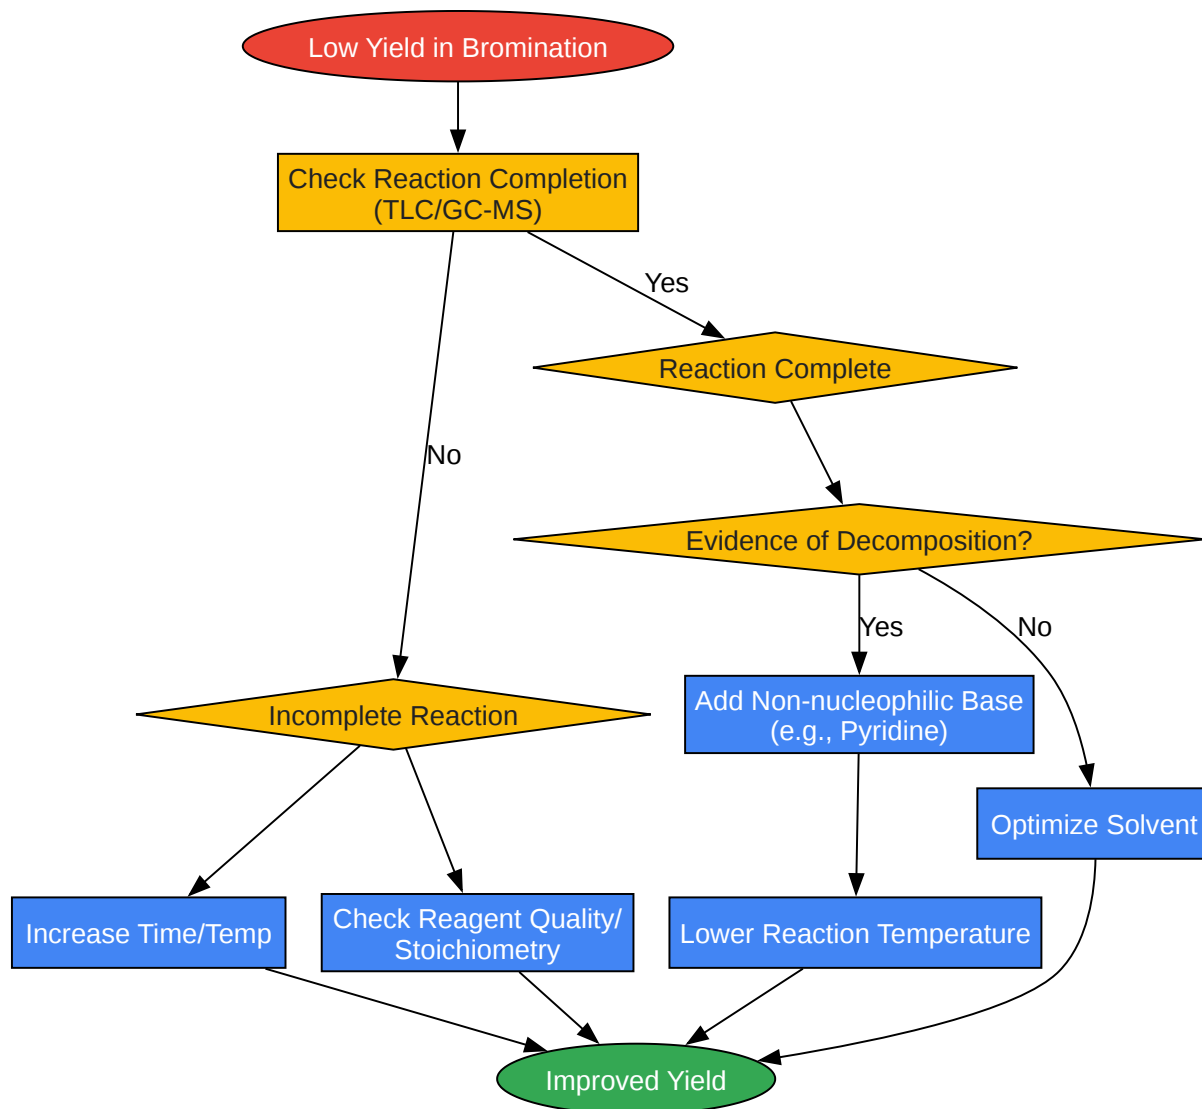 Low Yield in Bromination
Check Reaction Completion
(TLC/GC-MS)
Yes
Reaction Complete
No
Evidence of Decomposition?
Yes
No
Add Non-nucleophilic Base
(e.g., Pyridine)
Incomplete Reaction
Optimize Solvent
Increase Time/Temp
Check Reagent Quality/
Stoichiometry
Lower Reaction Temperature
Improved Yield